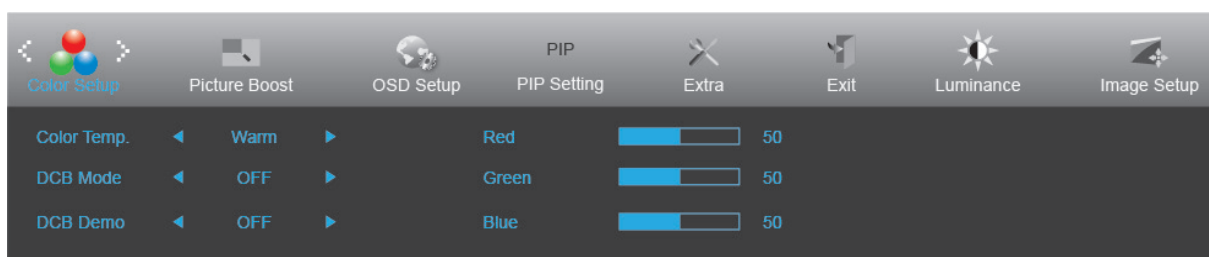 PIP
Color Setup Picture Boost OSD Setup PIP Setting Extra Exit Luminance Image Setup
Color Temp. Warm Red 50
DCB Mode OFF Green 50
DCB Demo OFF Blue 50